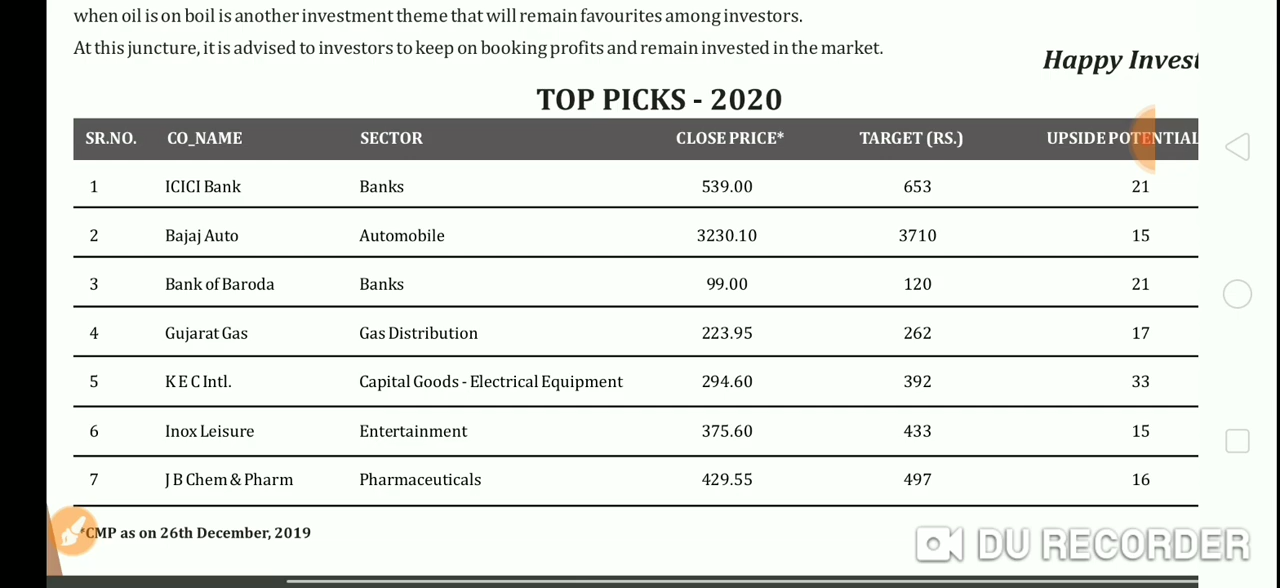 when oil is on boil is another investment theme that will remain favourites among investors.
At this juncture, it is advised to investors to keep on booking profits and remain invested in the market.
Happy Invest
TOP PICKS - 2020
SR.NO. CO_NAME SECTOR CLOSE PRICE* TARGET (RS.) UPSIDE POTENTIAL
1 ICICI Bank Banks 539.00 653 21
2 Bajaj Auto Automobile 3230.10 3710 15
3 Bank of Baroda Banks 99.00 120 21
4 Gujarat Gas Gas Distribution 223.95 262 17
5 K E C Intl. Capital Goods - Electrical Equipment 294.60 392 33
6 Inox Leisure Entertainment 375.60 433 15
7 J B Chem & Pharm Pharmaceuticals 429.55 497 16
*CMP as on 26th December, 2019
DU RECORDER